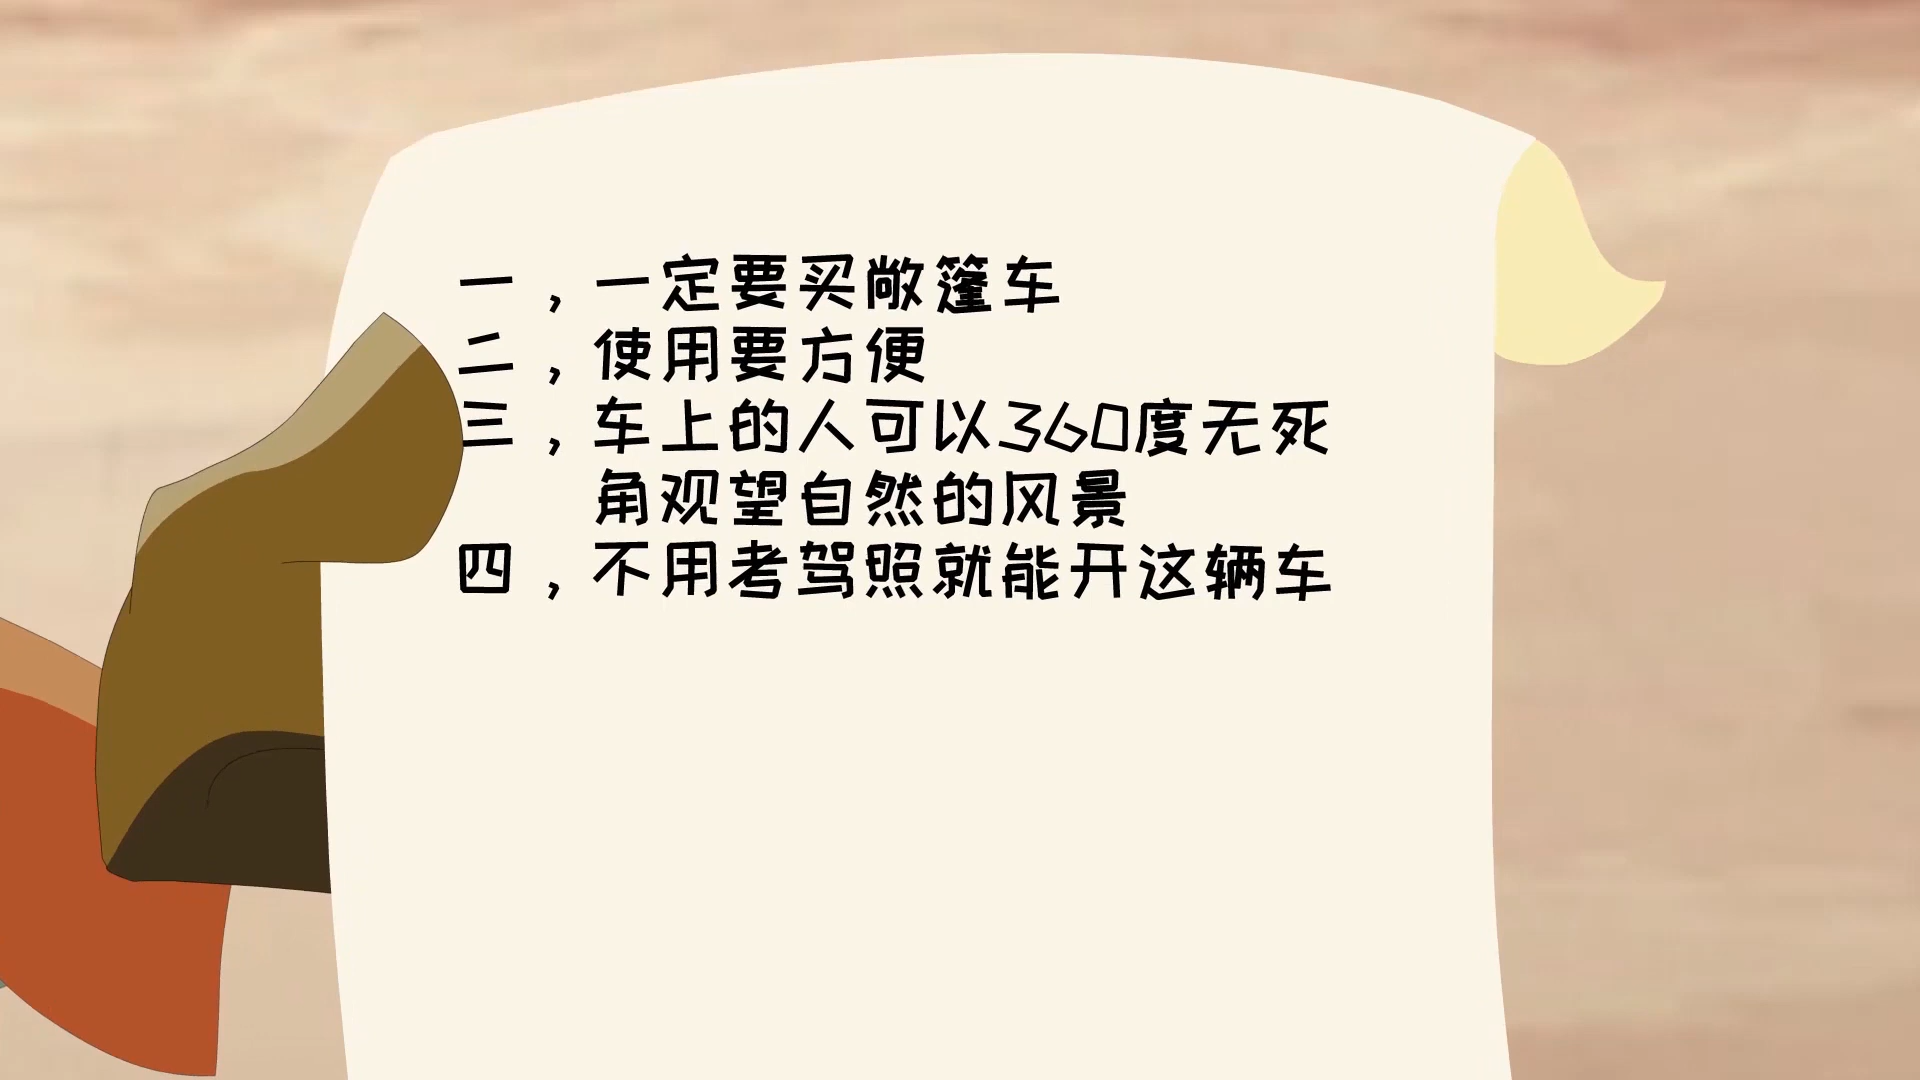 一，一定要买敞篷车
二，使用要方便
三，车上的人可以360度无死
角观望自然的风景
四，不用考驾照就能开这辆车